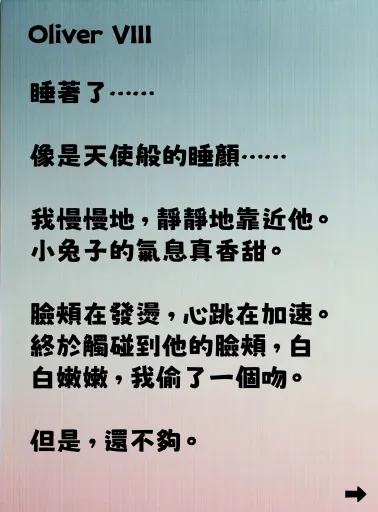 Oliver VIII
睡著了……
像是天使般的睡顏……
我慢慢地，靜靜地靠近他。
小兔子的氣息真香甜。
臉頰在發燙，心跳在加速。
終於觸碰到他的臉頰，白
白嫩嫩，我偷了一個吻。
但是，還不夠。